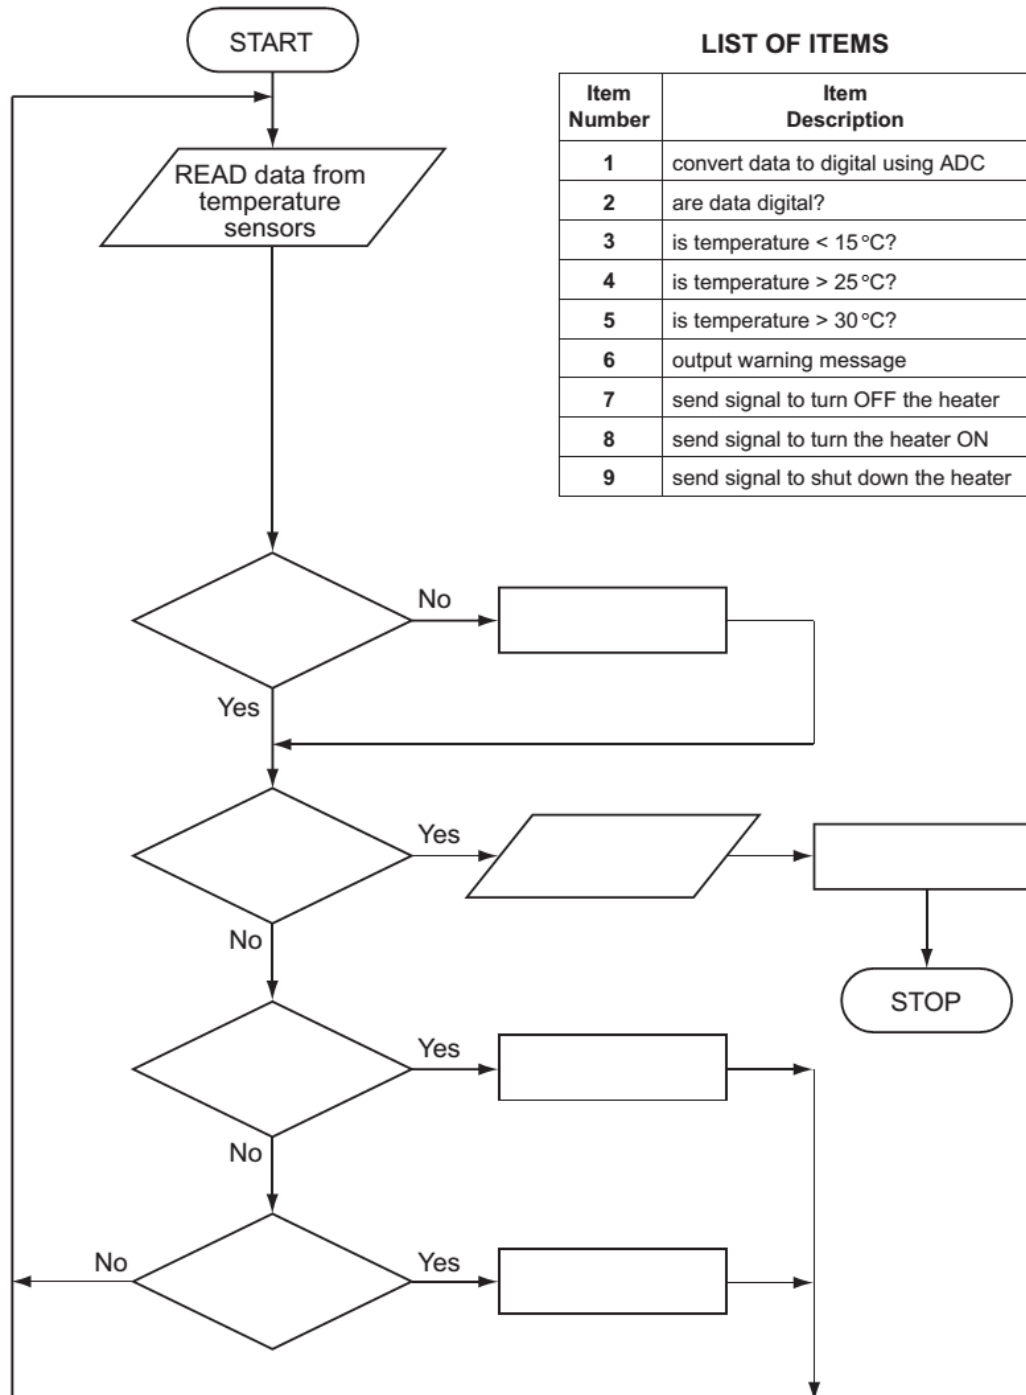 START
READ data from
temperature
sensors
LIST OF ITEMS
Item
Number
Item
Description
1 convert data to digital using ADC
2 are data digital?
3 is temperature < 15 °C?
4 is temperature > 25 °C?
5 is temperature > 30 °C?
6 output warning message
7 send signal to turn OFF the heater
8 send signal to turn the heater ON
9 send signal to shut down the heater
No
Yes
Yes
No
STOP
Yes
No
No
Yes